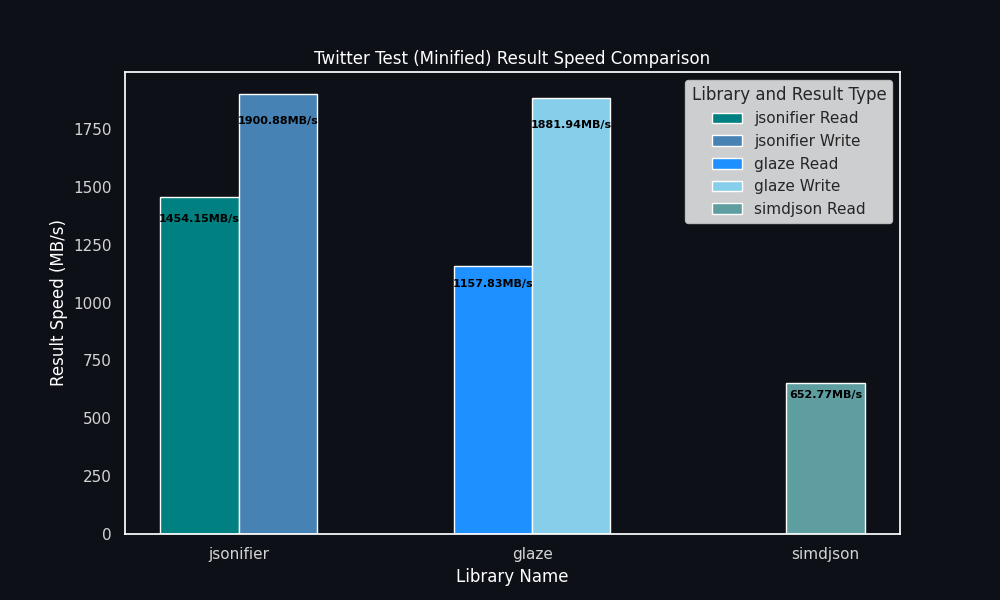 Twitter Test (Minified) Result Speed Comparison
Library and Result Type
jsonifier Read
jsonifier Write
glaze Read
glaze Write
simdjson Read
Result Speed (MB/s)
1750
1500
1250
1000
750
500
250
0
1454.15MB/s
1900.88MB/s
1157.83MB/s
1881.94MB/s
652.77MB/s
jsonifier
glaze
simdjson
Library Name